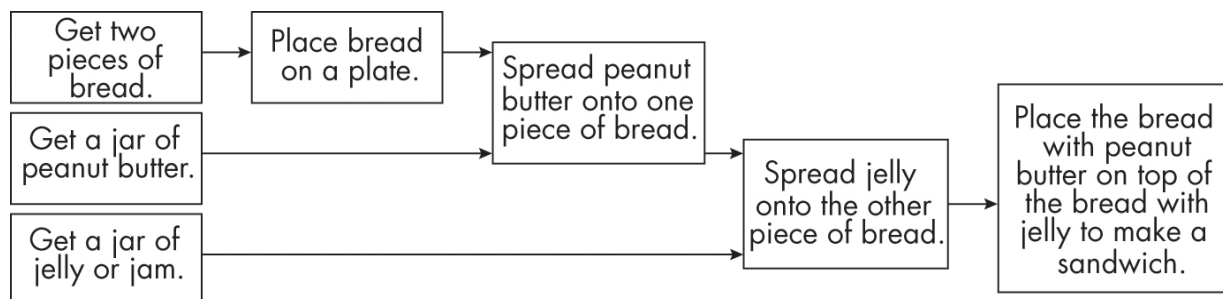 Get two
pieces of
bread.
Place bread
on a plate.
Spread peanut
butter onto one
piece of bread.
Get a jar of
peanut butter.
Get a jar of
jelly or jam.
Spread jelly
onto the other
piece of bread.
Place the bread
with peanut
butter on top of
the bread with
jelly to make a
sandwich.